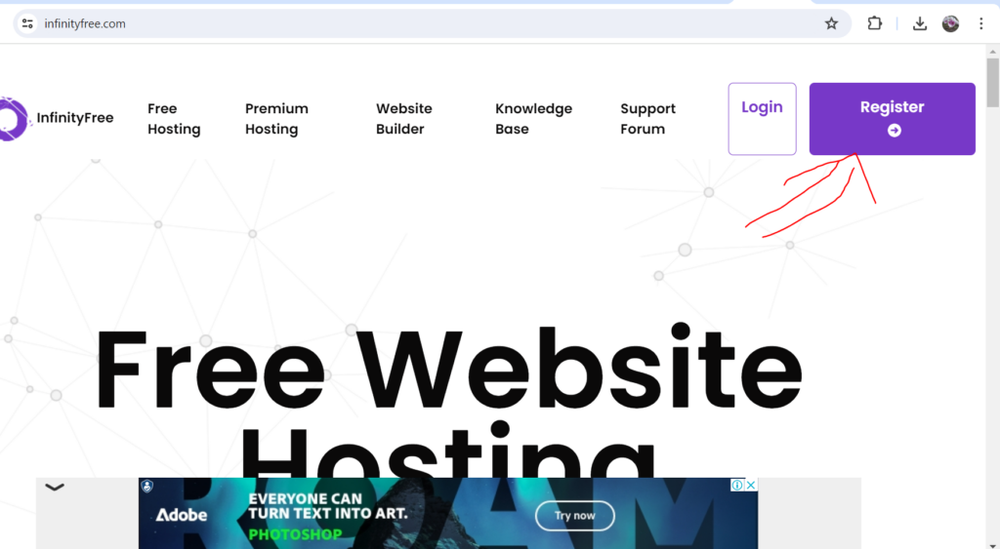 infinityfree.com
InfinityFree
Free
Hosting
Premium
Hosting
Website
Builder
Knowledge
Base
Support
Forum
Login
Register
Free Website
Hosting
Adobe
EVERYONE CAN
TURN TEXT INTO ART.
PHOTOSHOP
Try now